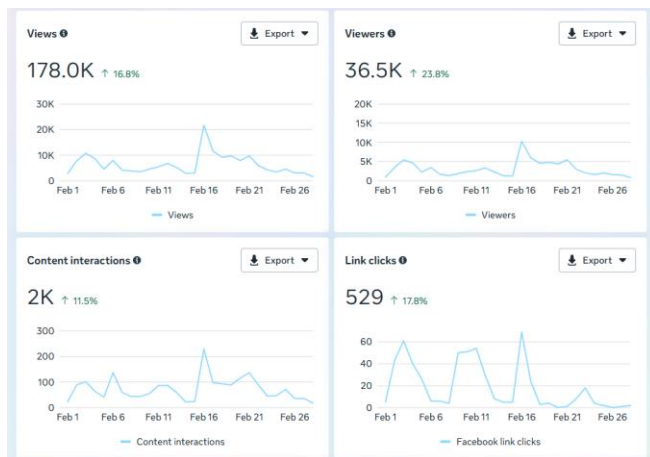 Views
Export
178.0K ↑ 16.8%
30K
20K
10K
0
Feb 1 Feb 6 Feb 11 Feb 16 Feb 21 Feb 26
Views
Viewers
Export
36.5K ↑ 23.8%
20K
15K
10K
5K
0
Feb 1 Feb 6 Feb 11 Feb 16 Feb 21 Feb 26
Viewers
Content interactions
Export
2K ↑ 11.5%
300
200
100
0
Feb 1 Feb 6 Feb 11 Feb 16 Feb 21 Feb 26
Content interactions
Link clicks
Export
529 ↑ 17.8%
60
40
20
0
Feb 1 Feb 6 Feb 11 Feb 16 Feb 21 Feb 26
Facebook link clicks